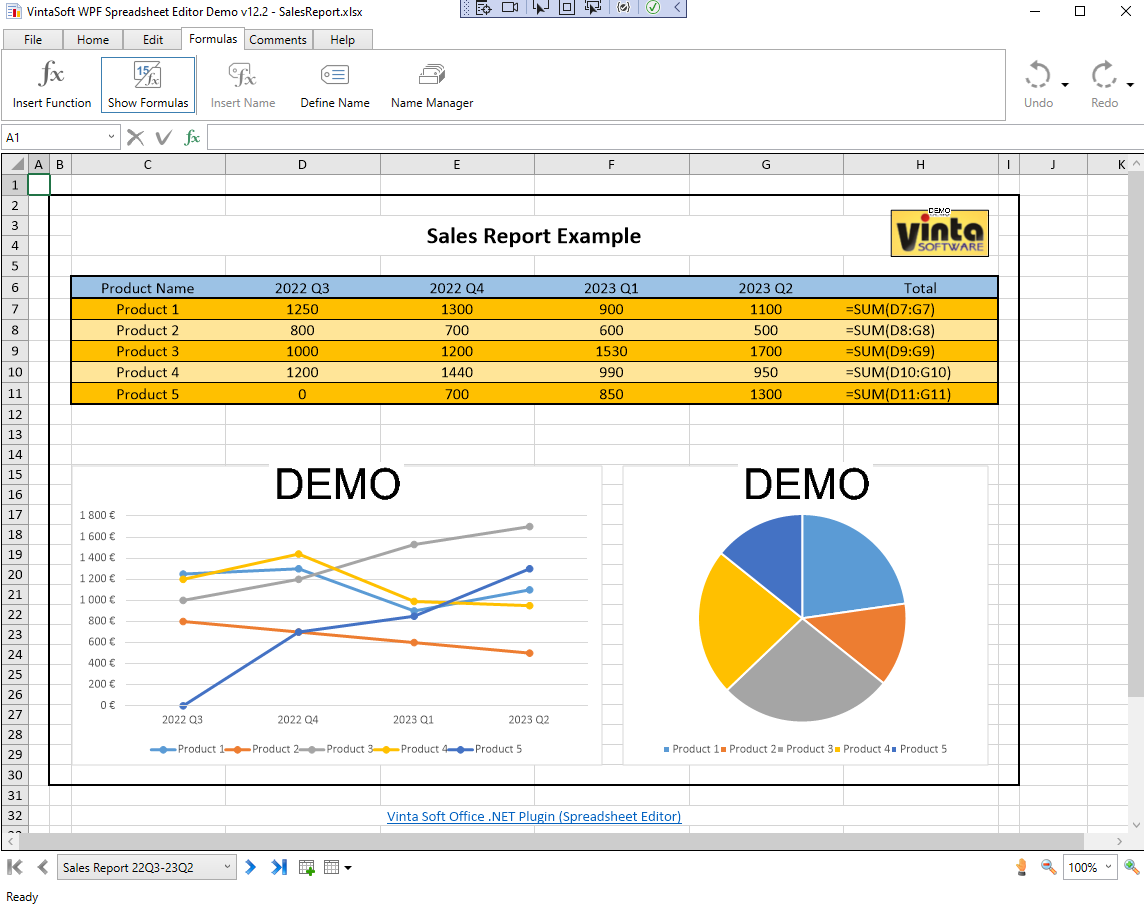 VintaSoft WPF Spreadsheet Editor Demo v12.2 - SalesReport.xlsx
File Home Edit Formulas Comments Help
fx 15 fx fx
Insert Function Show Formulas Insert Name Define Name Name Manager Undo Redo
A1 fx
A B C D E F G H I J K
1
2
3 DEMO
Sales Report Example Vinta
4 SOFTWARE
5
6 Product Name 2022 Q3 2022 Q4 2023 Q1 2023 Q2 Total
7 Product 1 1250 1300 900 1100 =SUM(D7:G7)
8 Product 2 800 700 600 500 =SUM(D8:G8)
9 Product 3 1000 1200 1530 1700 =SUM(D9:G9)
10 Product 4 1200 1440 990 950 =SUM(D10:G10)
11 Product 5 0 700 850 1300 =SUM(D11:G11)
12
13
14
15
16
17
18
19
20
21
22
23
24
25
26
27
28
29
30
31
DEMO
1 800 €
1 600 €
1 400 €
1 200 €
1 000 €
800 €
600 €
400 €
200 €
0 €
2022 Q3 2022 Q4 2023 Q1 2023 Q2
Product 1 Product 2 Product 3 Product 4 Product 5
DEMO
Product 1 Product 2 Product 3 Product 4 Product 5
32 Vinta Soft Office .NET Plugin (Spreadsheet Editor)
Sales Report 22Q3-23Q2 100%
Ready